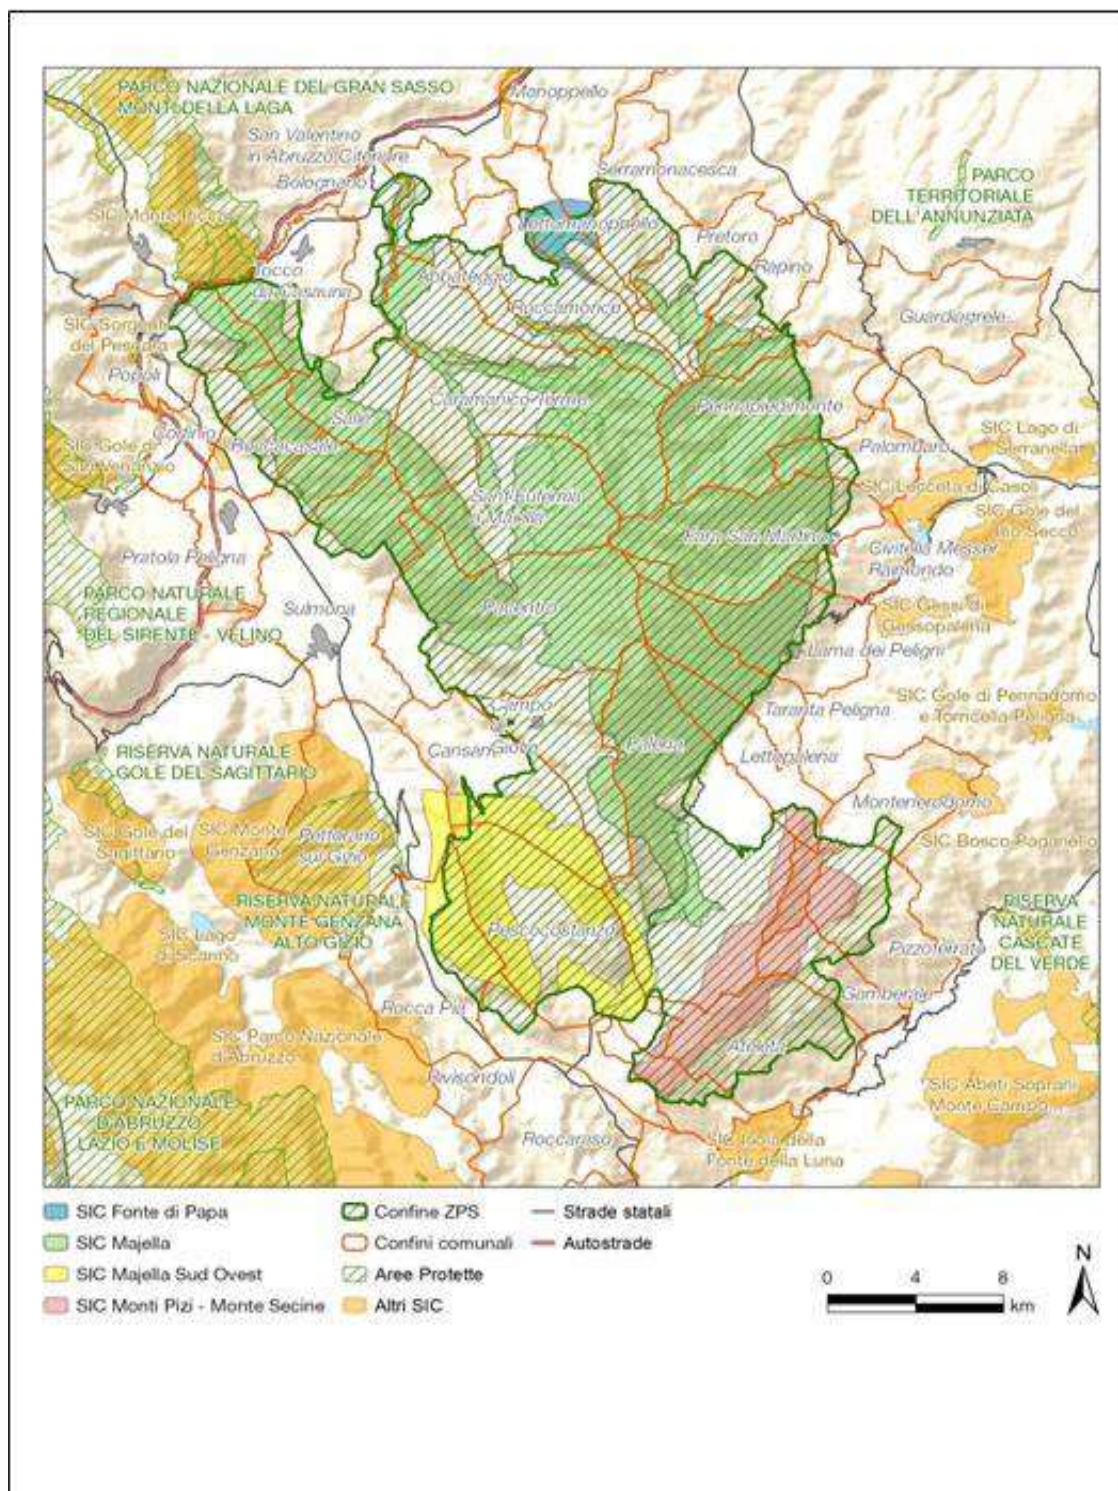 PARCO NAZIONALE DEL GRAN SASSO
MONTI DELLA LAGA
Manoppello
San Valentino
in Abruzzo Citeriore
Bolognano
Serramonacesca
PARCO
TERRITORIALE
DELL'ANNUNZIATA
SIC Monte
Lettomanoppello
Pretoro
Rapino
Tocco
da Casauria
Abbateggio
Roccamorice
Guardiagrele
SIC Sorgenti
del Pescara
Popoli
Caramanico Terme
Pennapiedimonte
Salle
Corfinio
Roccacasale
SIC Gole di
San Venanzio
Palombaro
SIC Lago di
Serranella
SIC Lecceta di Casoli
SIC Gole del
Rio Secco
Sant'Eufemia
a Majella
Fara San Martino
Civitella Messer
Raimondo
Pratola Peligna
PARCO NATURALE
REGIONALE
DEL SIRENTE - VELINO
Sulmona
Pacentro
SIC Gessi di
Gessopalena
Lama dei Peligni
SIC Gole di Pennadomo
e Torricella Peligna
Taranta Peligna
Campo
Giove
Cansano
Palena
Lettopalena
RISERVA NATURALE
GOLE DEL SAGITTARIO
Montenerodomo
SIC Gole del
Sagittario
SIC Monte
Genzana
Pettorano
sul Gizio
SIC Bosco Paganello
RISERVA NATURALE
MONTE GENZANA
ALTO GIZIO
RISERVA
NATURALE
CASCATE
DEL VERDE
SIC Lago
di Scanno
Pescocostanzo
Pizzoferrato
Rocca Pia
Gamberale
SIC Parco Nazionale
d'Abruzzo
Ateleta
Rivisondoli
SIC Abeti Soprani
Monte Campo
PARCO NAZIONALE
D'ABRUZZO
LAZIO E MOLISE
Roccaraso
SIC Isola della
Fonte della Luna
SIC Fonte di Papa
SIC Majella
SIC Majella Sud Ovest
SIC Monti Pizi - Monte Secine
Confine ZPS
Confini comunali
Aree Protette
Altri SIC
Strade statali
Autostrade
0 4 8
km
N